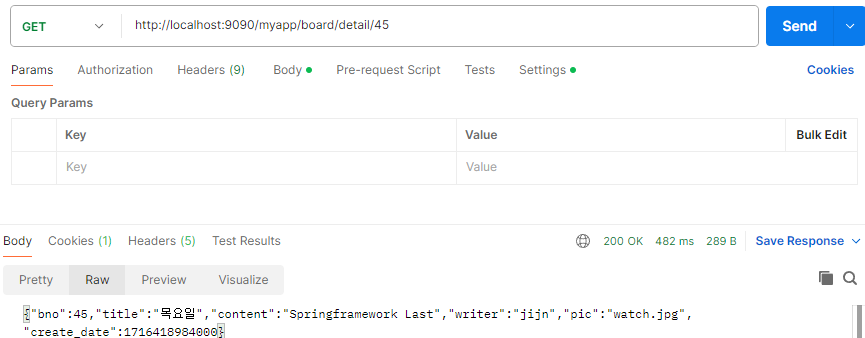 GET http://localhost:9090/myapp/board/detail/45 Send
Params Authorization Headers (9) Body Pre-request Script Tests Settings Cookies
Query Params
Key Value Bulk Edit
Key Value
Body Cookies (1) Headers (5) Test Results 200 OK 482 ms 289 B Save Response
Pretty Raw Preview Visualize
{"bno":45,"title":"목요일","content":"Springframework Last","writer":"jijn","pic":"watch.jpg",
"create_date":1716418984000}